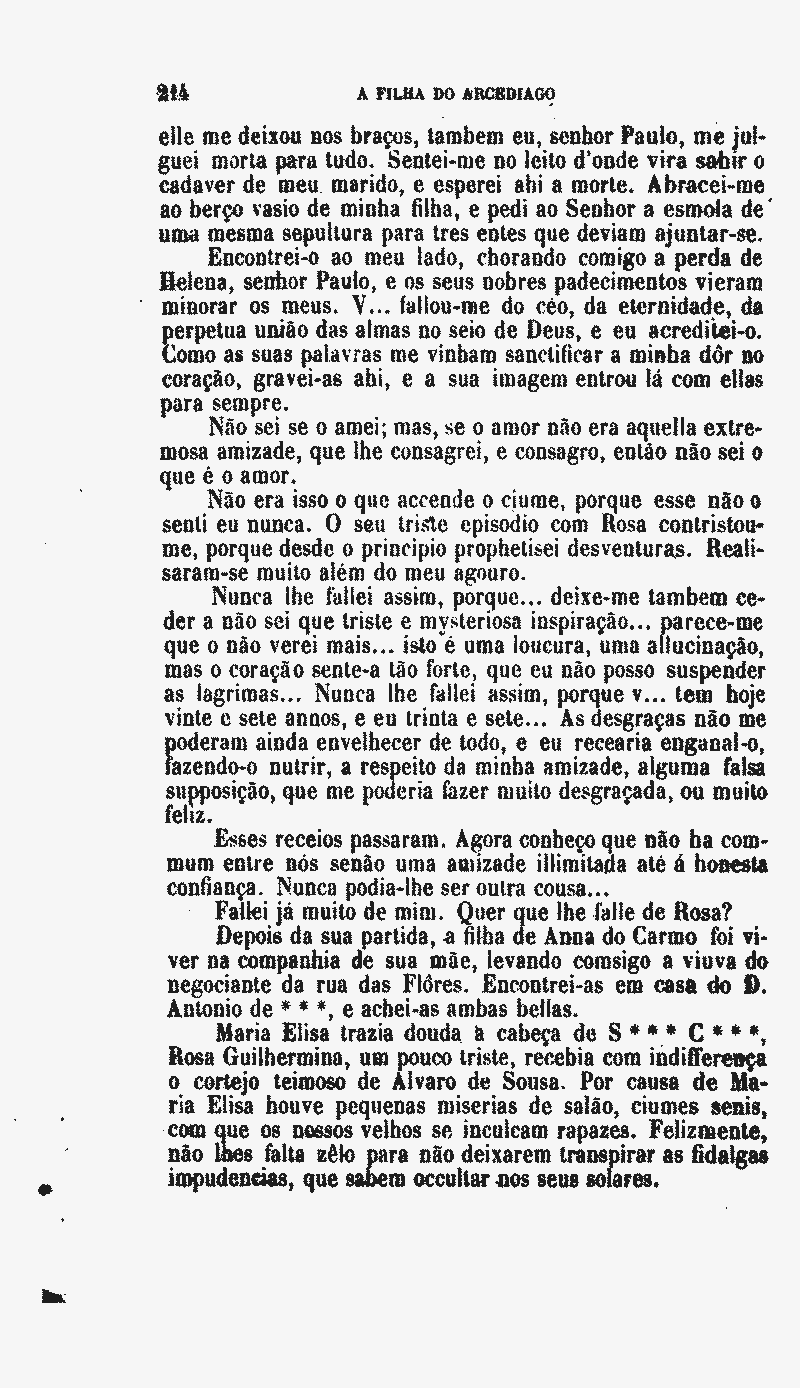 214 A FILHA DO ARCEDIAGO
elle me deixou nos braços, tambem eu, senhor Paulo, me jul-
guei morta para tudo. Sentei-me no leito d'onde vira sahir o
cadaver de meu marido, e esperei ahi a morte. Abracei-me
ao berço vasio de minha filha, e pedi ao Senhor a esmola de
uma mesma sepultura para tres entes que deviam ajuntar-se.
Encontrei-o ao meu lado, chorando comigo a perda de
Helena, senhor Paulo, e os seus nobres padecimentos vieram
minorar os meus. V... fallou-me do céo, da eternidade, da
perpetua união das almas no seio de Deus, e eu acreditei-o.
Como as suas palavras me vinham sanctificar a minha dôr no
coração, gravei-as ahi, e a sua imagem entrou lá com ellas
para sempre.
Não sei se o amei; mas, se o amor não era aquella extre-
mosa amizade, que lhe consagrei, e consagro, então não sei o
que é o amor.
Não era isso o que accende o ciume, porque esse não o
senti eu nunca. O seu triste episodio com Rosa contristou-
me, porque desde o principio prophetisei desventuras. Reali-
saram-se muito além do meu agouro.
Nunca lhe fallei assim, porque... deixe-me tambem ce-
der a não sei que triste e mysteriosa inspiração... parece-me
que o não verei mais... isto é uma loucura, uma allucinação,
mas o coração sente-a tão forte, que eu não posso suspender
as lagrimas... Nunca lhe fallei assim, porque v... tem hoje
vinte e sete annos, e eu trinta e sete... As desgraças não me
poderam ainda envelhecer de todo, e eu recearia enganal-o,
fazendo-o nutrir, a respeito da minha amizade, alguma falsa
supposição, que me poderia fazer muito desgraçada, ou muito
feliz.
Esses receios passaram. Agora conheço que não ha com-
mum entre nós senão uma amizade illimitada até á honesta
confiança. Nunca podia-lhe ser outra cousa...
Fallei já muito de mim. Quer que lhe falle de Rosa?
Depois da sua partida, a filha de Anna do Carmo foi vi-
ver na companhia de sua mãe, levando comsigo a viuva do
negociante da rua das Flôres. Encontrei-as em casa do D.
Antonio de * * *, e achei-as ambas bellas.
Maria Elisa trazia douda a cabeça de S * * * C * * *,
Rosa Guilhermina, um pouco triste, recebia com indifferença
o cortejo teimoso de Alvaro de Sousa. Por causa de Ma-
ria Elisa houve pequenas miserias de salão, ciumes senis,
com que os nossos velhos se inculcam rapazes. Felizmente,
não lhes falta zêlo para não deixarem transpirar as fidalgas
impudencias, que sabem occultar nos seus solares.